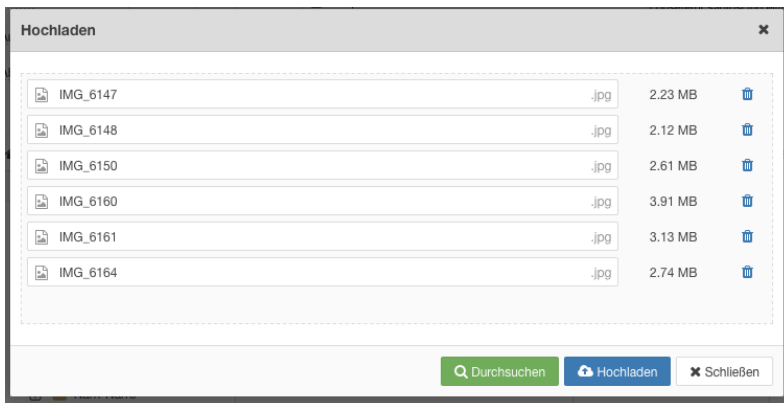 Hochladen
IMG_6147 .jpg 2.23 MB
IMG_6148 .jpg 2.12 MB
IMG_6150 .jpg 2.61 MB
IMG_6160 .jpg 3.91 MB
IMG_6161 .jpg 3.13 MB
IMG_6164 .jpg 2.74 MB
Durchsuchen Hochladen Schließen